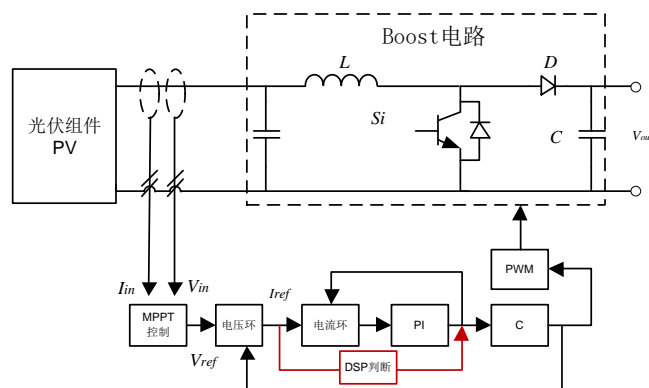 Boost电路
L
D
光伏组件
PV
Si
C
Vou
PWM
Iin
Vin
Iref
MPPT
控制
电压环
电流环
PI
C
Vref
DSP判断